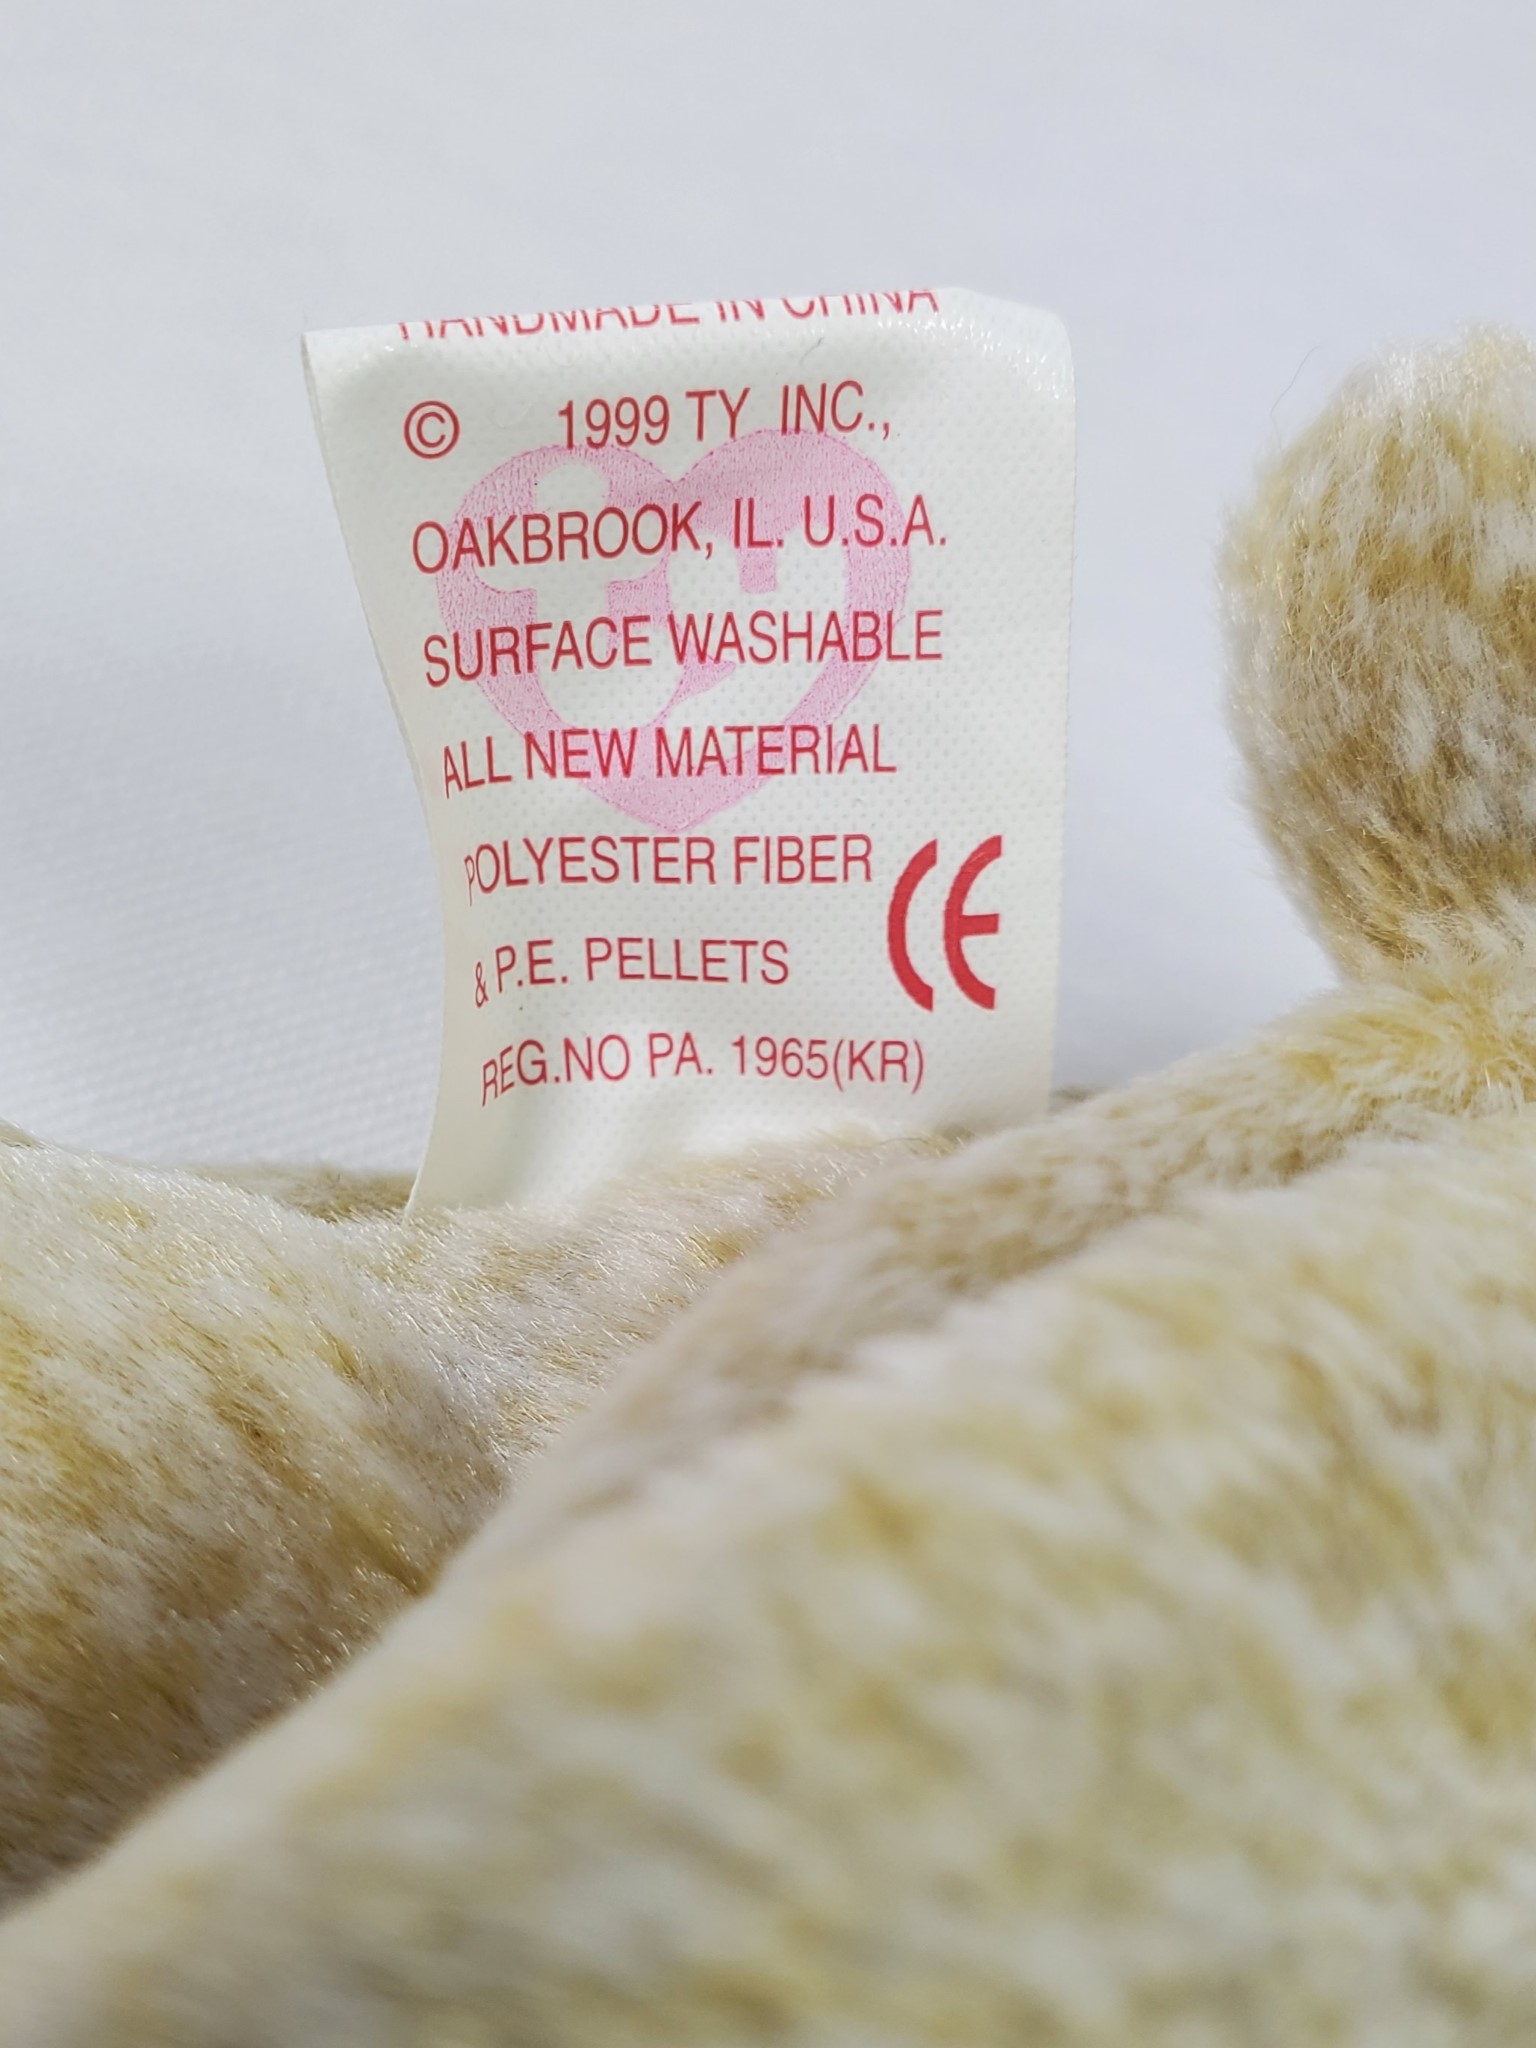 HANDMADE IN CHINA
© 1999 TY INC.,
OAKBROOK, IL. U.S.A.
SURFACE WASHABLE
ALL NEW MATERIAL
POLYESTER FIBER
& P.E. PELLETS
CE
REG.NO PA. 1965(KR)
ty